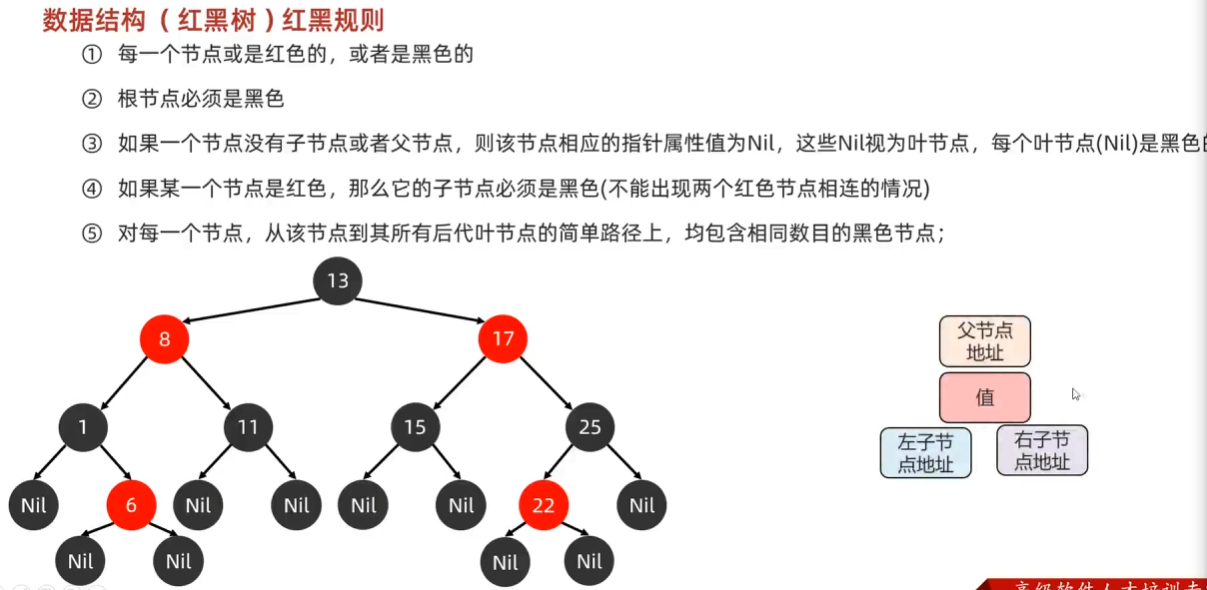 数据结构（红黑树）红黑规则
① 每一个节点或是红色的，或者是黑色的
② 根节点必须是黑色
③ 如果一个节点没有子节点或者父节点，则该节点相应的指针属性值为Nil，这些Nil视为叶节点，每个叶节点(Nil)是黑色的
④ 如果某一个节点是红色，那么它的子节点必须是黑色(不能出现两个红色节点相连的情况)
⑤ 对每一个节点，从该节点到其所有后代叶节点的简单路径上，均包含相同数目的黑色节点；
13
8 17
1 11 15 25
Nil 6 Nil Nil Nil Nil 22 Nil
Nil Nil Nil Nil
父节点
地址
值
左子节
点地址
右子节
点地址
高级软件人才培训专